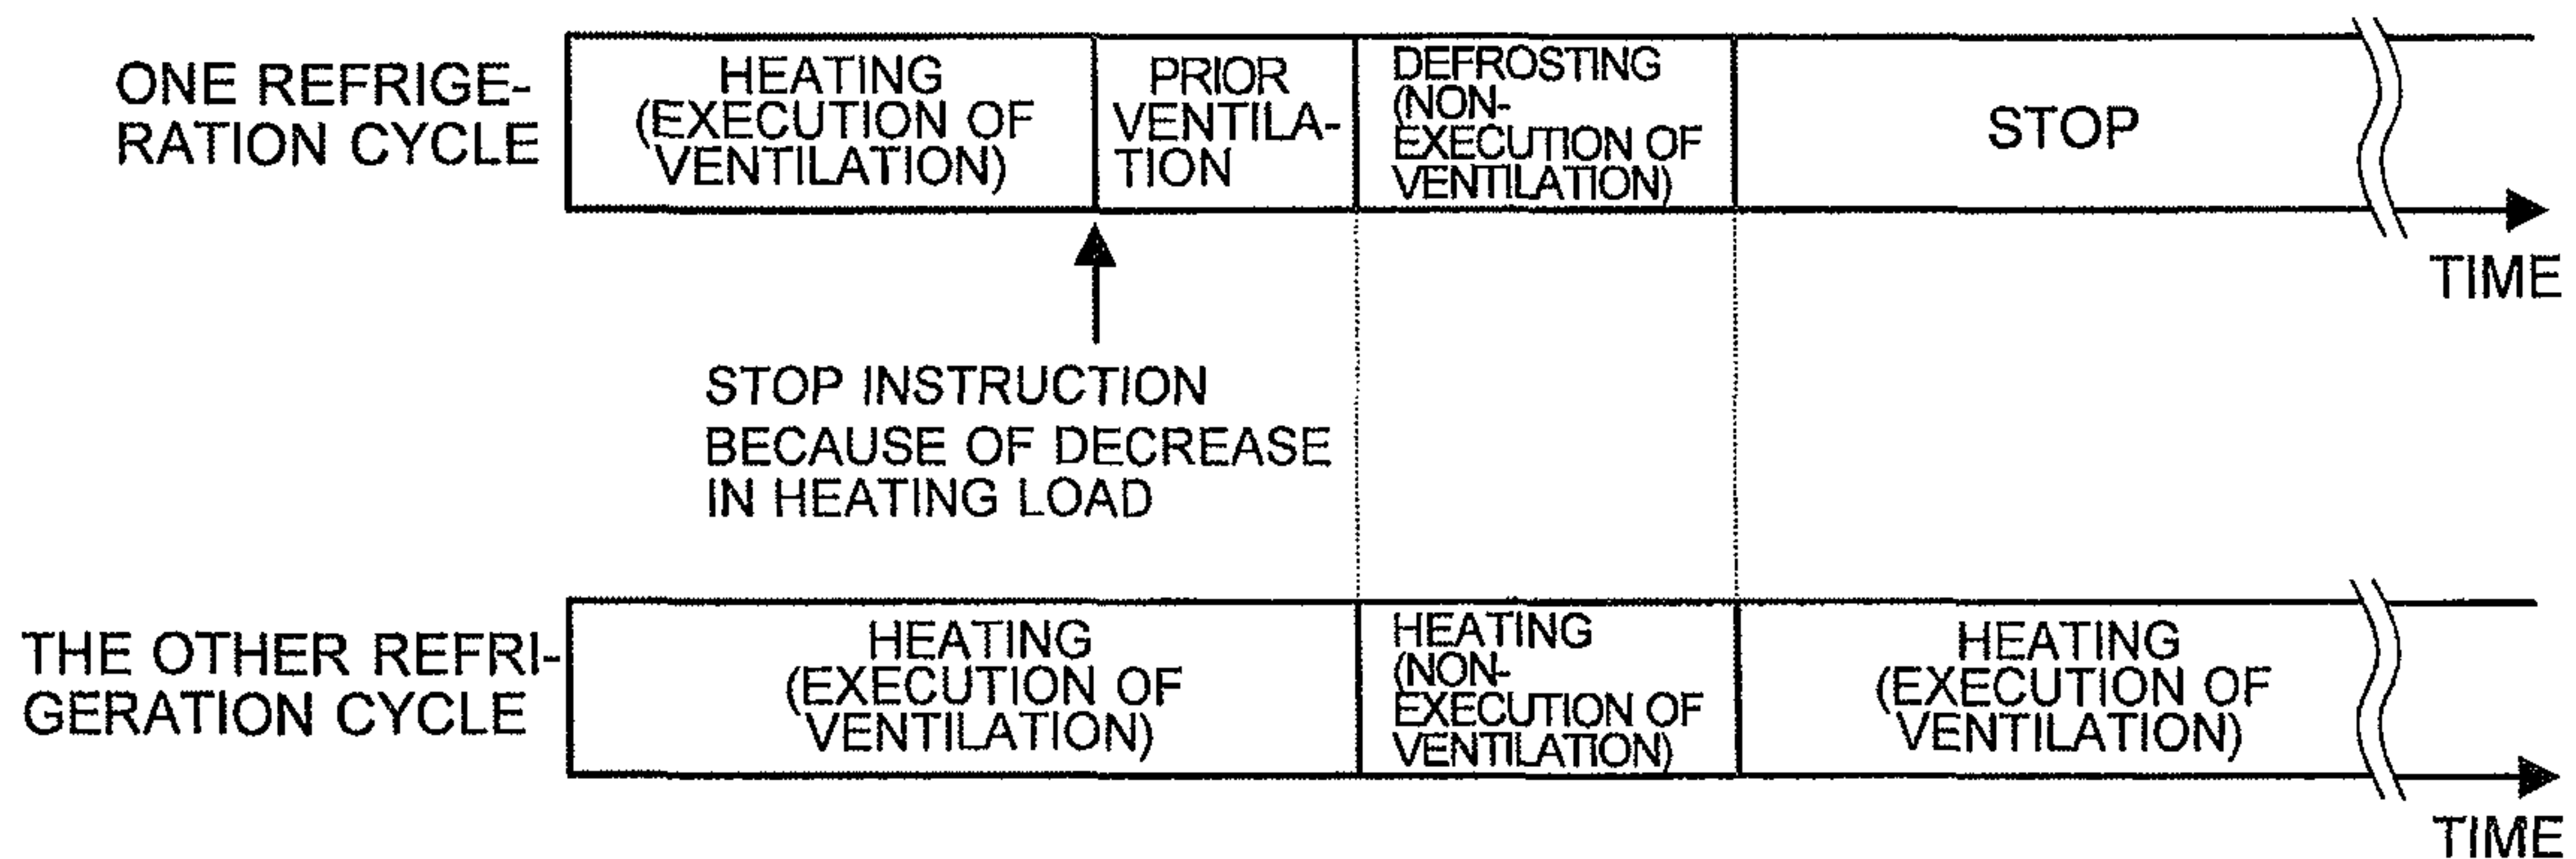 ONE REFRIGE-
RATION CYCLE
HEATING
(EXECUTION OF
VENTILATION)
PRIOR
VENTILA-
TION
DEFROSTING
(NON-
EXECUTION OF
VENTILATION)
STOP
TIME
STOP INSTRUCTION
BECAUSE OF DECREASE
IN HEATING LOAD
THE OTHER REFRI-
GERATION CYCLE
HEATING
(EXECUTION OF
VENTILATION)
HEATING
(NON-
EXECUTION OF
VENTILATION)
HEATING
(EXECUTION OF
VENTILATION)
TIME